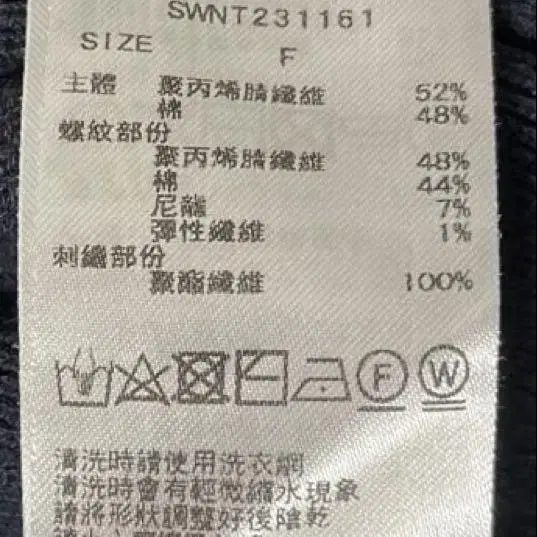 SWNT231161
SIZE F
主體 聚丙烯腈纖維 52%
棉 48%
螺紋部份
聚丙烯腈纖維 48%
棉 44%
尼龍 7%
彈性纖維 1%
刺繡部份
聚酯纖維 100%
F W
清洗時請使用洗衣網
清洗時會有輕微縮水現象
請將形狀調整好後陰乾